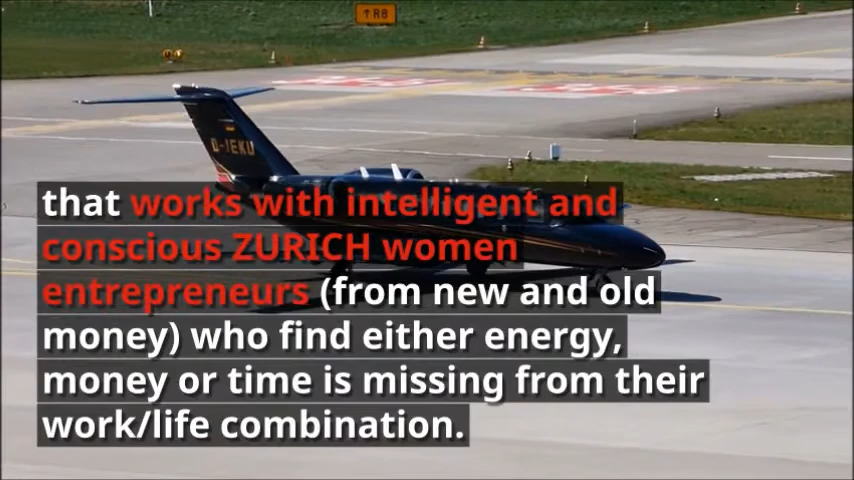 ↑R8
D-IEKU
that works with intelligent and
conscious ZURICH women
entrepreneurs (from new and old
money) who find either energy,
money or time is missing from their
work/life combination.